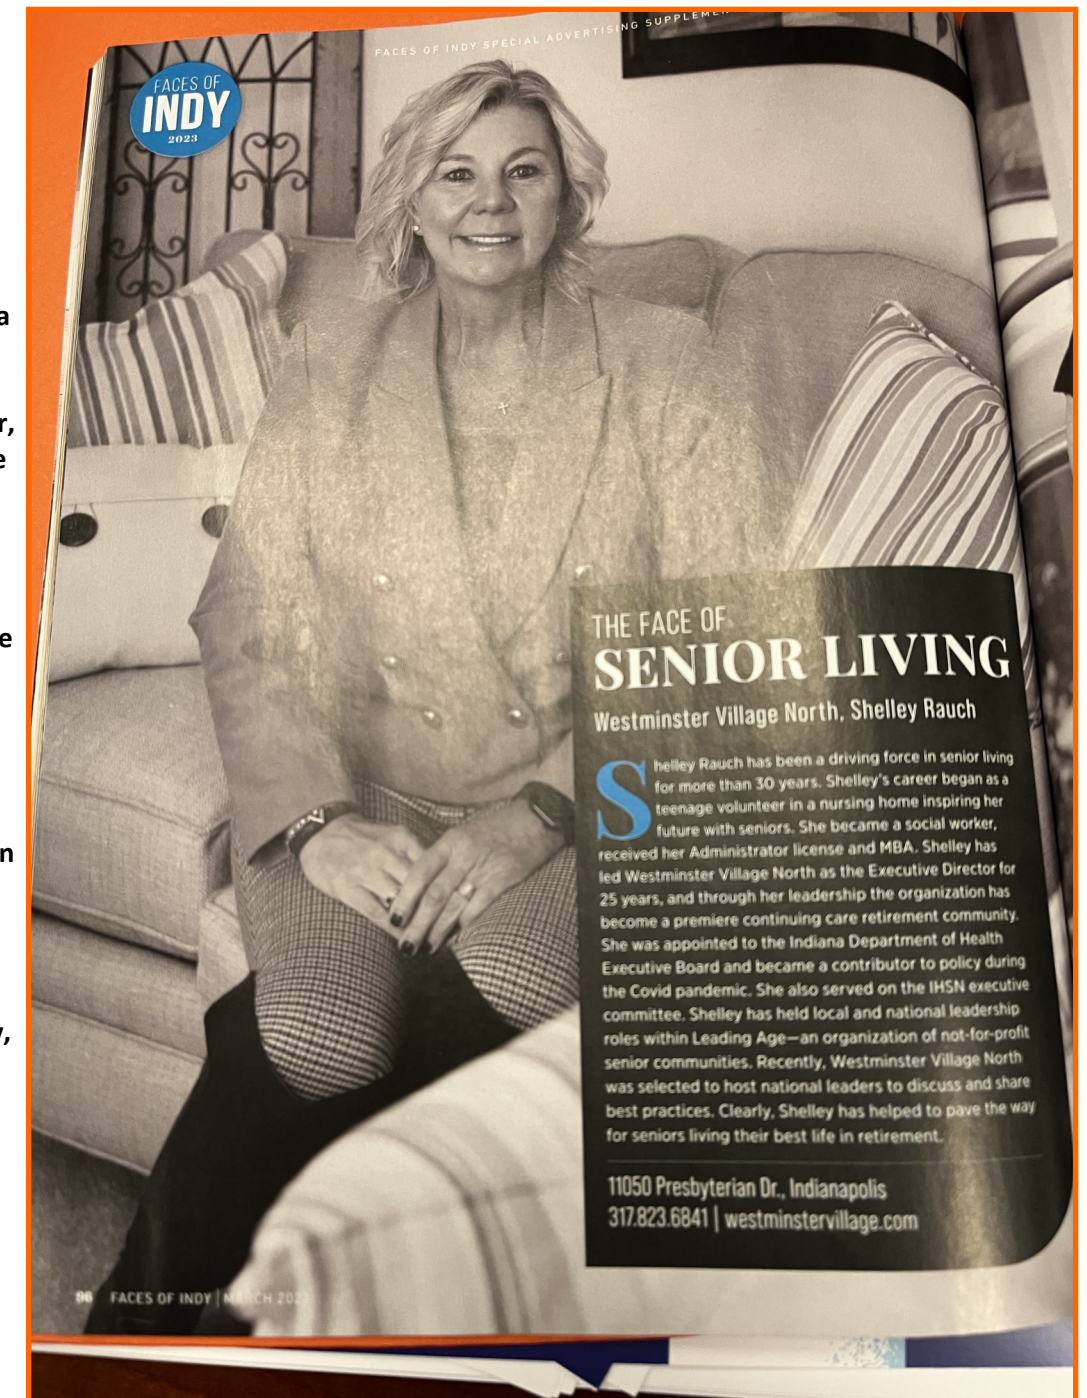 FACES OF INDY SPECIAL ADVERTISING
FACES OF
INDY
2023
a
r,
e
e
n
THE FACE OF
SENIOR LIVING
Westminster Village North, Shelley Rauch
Shelley Rauch has been a driving force in senior living
for more than 30 years. Shelley's career began as a
teenage volunteer in a nursing home inspiring her
future with seniors. She became a social worker,
received her Administrator license and MBA. Shelley has
led Westminster Village North as the Executive Director for
25 years, and through her leadership the organization has
become a premiere continuing care retirement community.
She was appointed to the Indiana Department of Health
Executive Board and became a contributor to policy during
the Covid pandemic. She also served on the IHSN executive
committee. Shelley has held local and national leadership
roles within Leading Age—an organization of not-for-profit
senior communities. Recently, Westminster Village North
was selected to host national leaders to discuss and share
best practices. Clearly, Shelley has helped to pave the way
for seniors living their best life in retirement.
11050 Presbyterian Dr., Indianapolis
317.823.6841 | westminstervillage.com
96 FACES OF INDY | MARCH 2023